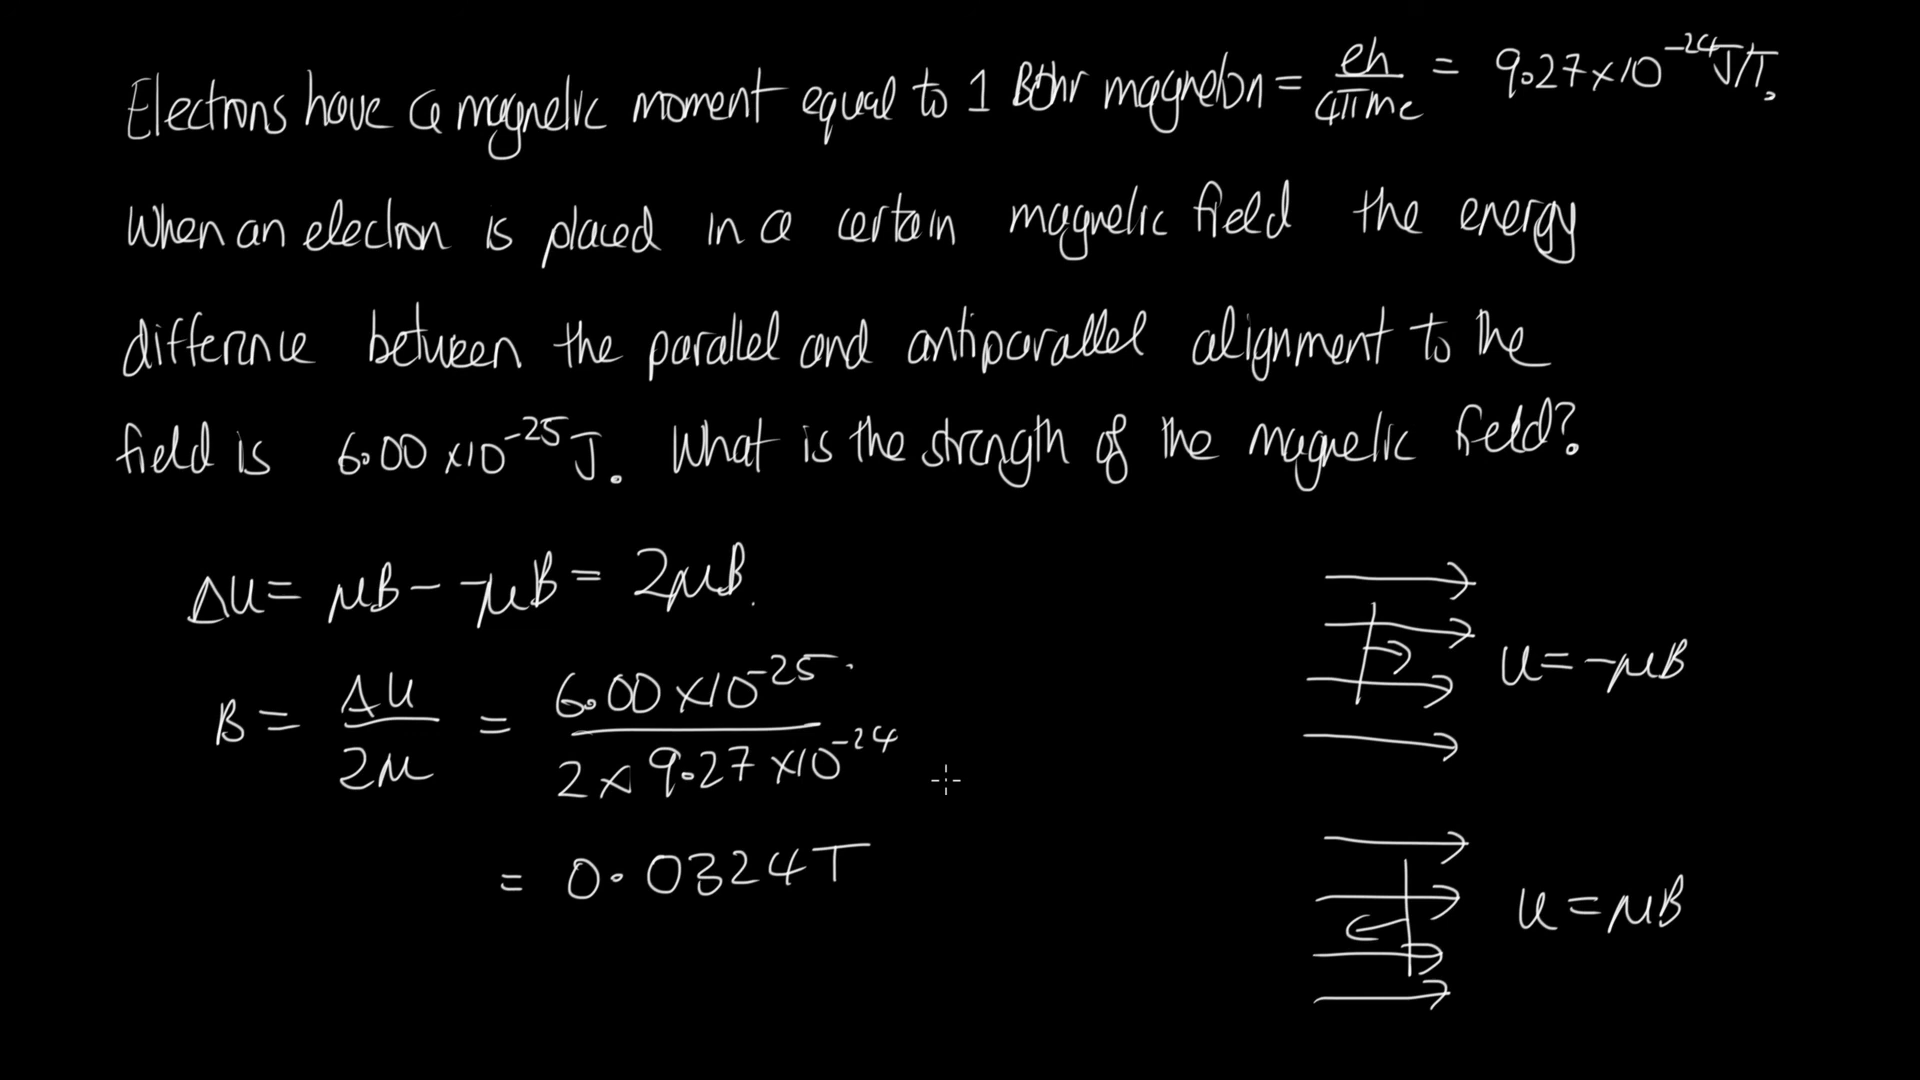 Electrons have a magnetic moment equal to 1 Bohr magneton = eh/4πme = 9.27×10^-24 J/T.
When an electron is placed in a certain magnetic field the energy
difference between the parallel and antiparallel alignment to the
field is 6.00 ×10^-25 J. What is the strength of the magnetic field?
ΔU = μB - -μB = 2μB.
B = ΔU/2μ = 6.00 ×10^-25 / 2 × 9.27 ×10^-24
= 0.0324T
U = -μB
U = μB